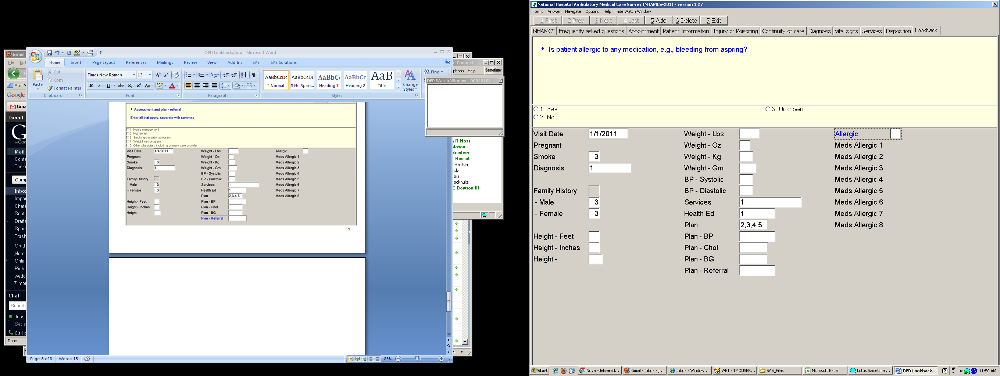 Gmail
File Edi
Most V
Google
Gma
Gmail
G
by Goo
Mail
Conta
Task
Comp
Inbo
Impor
Chats
Sent
Drafts
Spam
Trash
Grad
Notes
Onlin
Rich
wedd
7 mor
Chat
Search
Jessi
Set s
Call p
Done
OPD Lookback.docx - Microsoft Word
Home Insert Page Layout References Mailings Review View Add-Ins SAS SAS Solutions
Paste
Cut
Copy
Format Painter
Clipboard
Times New Roman 12
Font
Paragraph
AaBbCcDc AaBbCcDc AaBbC AaBbCc AaB
¶ Normal ¶ No Spaci... Heading 1 Heading 2 Title
Change Styles
Styles
Find
Assessment and plan - referral
Enter all that apply, separate with commas
1. Nurse management
2. Nutritionist
3. Smoking-cessation program
4. Weight loss program
5. Other physician, including primary care provider
Visit Date 1/1/2011 Weight - Lbs Allergic
Pregnant Weight - Oz Meds Allergic 1
Smoke 3 Weight - Kg Meds Allergic 2
Diagnosis 1 Weight - Gm Meds Allergic 3
BP - Systolic Meds Allergic 4
Family History BP - Diastolic Meds Allergic 5
- Male 3 Services 1 Meds Allergic 6
- Female 3 Health Ed 1 Meds Allergic 7
Plan 2,3,4,5 Meds Allergic 8
Height - Feet Plan - BP
Height - Inches Plan - Chol
Height - Plan - BG
Plan - Referral
7
Page: 8 of 8 Words: 15 85%
e Connect - ...
ptions Help Sametime
DEP Watch Window - 00020101
R Noss
Mason
Gerstein
Heimel
Heiston
ndy
oss
ookhultz
E Dawson III
National Hospital Ambulatory Medical Care Survey (NHAMCS-201) - version 1.27
Forms Answer Navigate Options Help Hide Watch Window
1 First 2 Prev 3 Next 4 Last 5 Add 6 Delete 7 Exit
NHAMCS Frequently asked questions Appointment Patient Information Injury or Poisoning Continuity of care Diagnosis vital signs Services Disposition Lookback
Is patient allergic to any medication, e.g., bleeding from aspring?
1. Yes 3. Unknown
2. No
Visit Date 1/1/2011 Weight - Lbs Allergic
Pregnant Weight - Oz Meds Allergic 1
Smoke 3 Weight - Kg Meds Allergic 2
Diagnosis 1 Weight - Gm Meds Allergic 3
BP - Systolic Meds Allergic 4
Family History BP - Diastolic Meds Allergic 5
- Male 3 Services 1 Meds Allergic 6
- Female 3 Health Ed 1 Meds Allergic 7
Plan 2,3,4,5 Meds Allergic 8
Height - Feet Plan - BP
Height - Inches Plan - Chol
Height - Plan - BG
Plan - Referral
Start Novell-delivered... Gmail - Inbox - j... Inbox - Window... WBT - TMOUSER... SAS_Files Microsoft Excel Lotus Sametime ... OPD Lookback.... « 11:50 AM